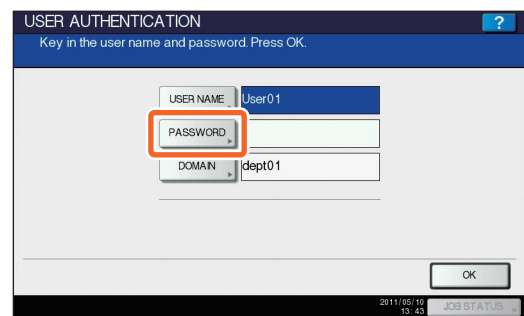 USER AUTHENTICATION ?
Key in the user name and password. Press OK.
USER NAME User01
PASSWORD
DOMAIN dept01
OK
2011/05/10
13:43 JOB STATUS